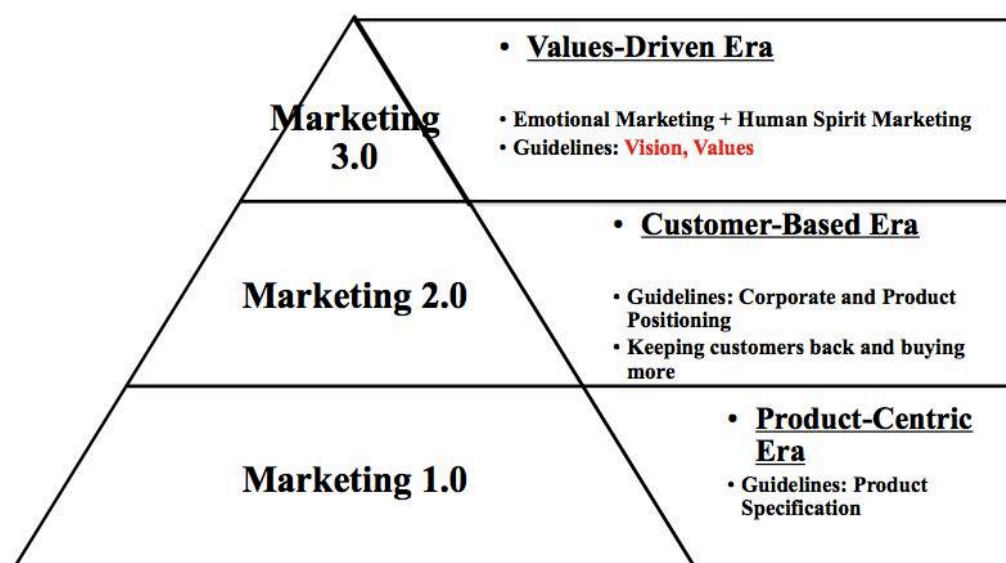 • Values-Driven Era
Marketing
3.0
• Emotional Marketing + Human Spirit Marketing
• Guidelines: Vision, Values
• Customer-Based Era
Marketing 2.0
• Guidelines: Corporate and Product
Positioning
• Keeping customers back and buying
more
• Product-Centric
Era
Marketing 1.0
• Guidelines: Product
Specification